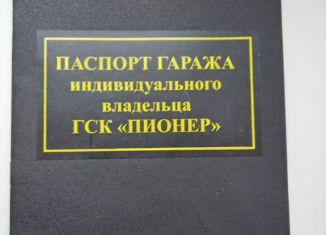 ПАСПОРТ ГАРАЖА
индивидуального
владельца
ГСК «ПИОНЕР»